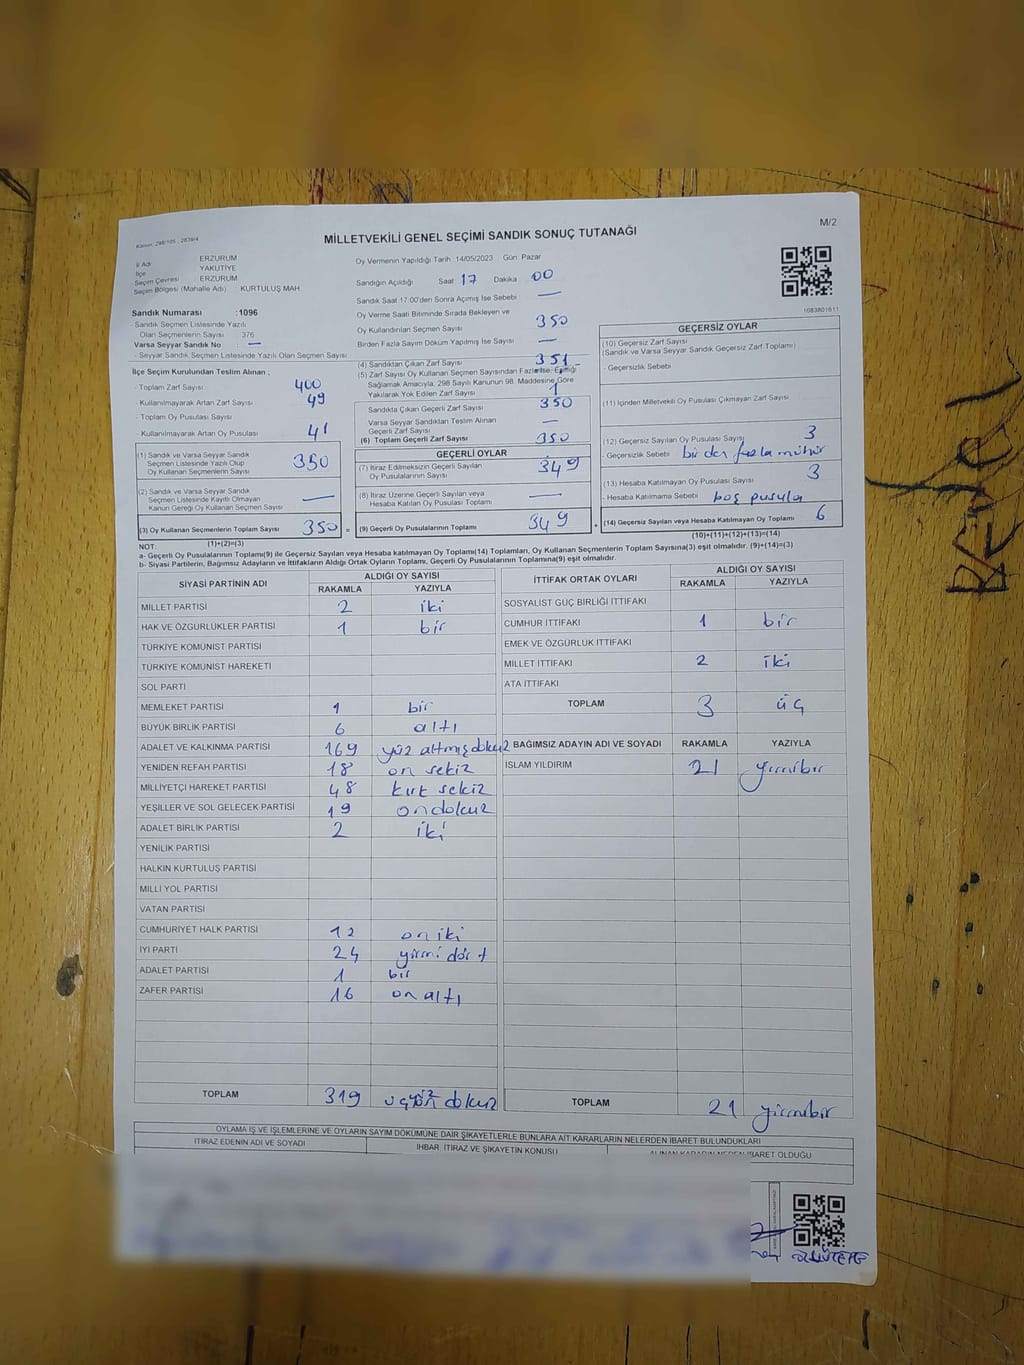 Kanun: 298/105 , 2839/4
M/2
MİLLETVEKİLİ GENEL SEÇİMİ SANDIK SONUÇ TUTANAĞI
İl Adı ERZURUM
İlçe YAKUTİYE
Seçim Çevresi ERZURUM
Seçim Bölgesi (Mahalle Adı) KURTULUŞ MAH
Sandık Numarası :1096
- Sandık Seçmen Listesinde Yazılı
Olan Seçmenlerin Sayısı 376
Varsa Seyyar Sandık No —
- Seyyar Sandık Seçmen Listesinde Yazılı Olan Seçmen Sayısı
İlçe Seçim Kurulundan Teslim Alınan ;
- Toplam Zarf Sayısı 400
- Kullanılmayarak Artan Zarf Sayısı 49
- Toplam Oy Pusulası Sayısı
- Kullanılmayarak Artan Oy Pusulası 41
(1) Sandık ve Varsa Seyyar Sandık
Seçmen Listesinde Yazılı Olup
Oy Kullanan Seçmenlerin Sayısı 350
(2) Sandık ve Varsa Seyyar Sandık
Seçmen Listesinde Kayıtlı Olmayan
Kanun Gereği Oy Kullanan Seçmen Sayısı —
(3) Oy Kullanan Seçmenlerin Toplam Sayısı 350 =
(1)+(2)=(3)
Oy Vermenin Yapıldığı Tarih :14/05/2023 Gün: Pazar
Sandığın Açıldığı Saat 17 Dakika 00
Sandık Saat 17:00'den Sonra Açılmış İse Sebebi —
Oy Verme Saati Bitiminde Sırada Bekleyen ve
Oy Kullandırılan Seçmen Sayısı 350
Birden Fazla Sayım Döküm Yapılmış İse Sayısı —
(4) Sandıktan Çıkan Zarf Sayısı 351
(5) Zarf Sayısı Oy Kullanan Seçmen Sayısından Fazla İse, Eşitliği
Sağlamak Amacıyla, 298 Sayılı Kanunun 98. Maddesine Göre
Yakılarak Yok Edilen Zarf Sayısı 1
Sandıkta Çıkan Geçerli Zarf Sayısı 350
Varsa Seyyar Sandıktan Teslim Alınan
Geçerli Zarf Sayısı —
(6) Toplam Geçerli Zarf Sayısı 350
GEÇERLİ OYLAR
(7) İtiraz Edilmeksizin Geçerli Sayılan
Oy Pusulalarının Sayısı 349
(8) İtiraz Üzerine Geçerli Sayılan veya
Hesaba Katılan Oy Pusulası Toplamı —
(9) Geçerli Oy Pusulalarının Toplamı 349
1083801611
GEÇERSİZ OYLAR
(10) Geçersiz Zarf Sayısı
(Sandık ve Varsa Seyyar Sandık Geçersiz Zarf Toplamı)
- Geçersizlik Sebebi
(11) İçinden Milletvekili Oy Pusulası Çıkmayan Zarf Sayısı
(12) Geçersiz Sayılan Oy Pusulası Sayısı 3
- Geçersizlik Sebebi birden fazla mühür
(13) Hesaba Katılmayan Oy Pusulası Sayısı 3
- Hesaba Katılmama Sebebi boş pusula
(14) Geçersiz Sayılan veya Hesaba Katılmayan Oy Toplamı 6
(10)+(11)+(12)+(13)=(14)
NOT:
a- Geçerli Oy Pusulalarının Toplamı(9) ile Geçersiz Sayılan veya Hesaba katılmayan Oy Toplamı(14) Toplamları, Oy Kullanan Seçmenlerin Toplam Sayısına(3) eşit olmalıdır. (9)+(14)=(3)
b- Siyasi Partilerin, Bağımsız Adayların ve İttifakların Aldığı Ortak Oyların Toplamı, Geçerli Oy Pusulalarının Toplamına(9) eşit olmalıdır.
SİYASİ PARTİNİN ADI ALDIĞI OY SAYISI
RAKAMLA YAZIYLA
MİLLET PARTİSİ 2 iki
HAK VE ÖZGÜRLÜKLER PARTİSİ 1 bir
TÜRKİYE KOMÜNİST PARTİSİ
TÜRKİYE KOMÜNİST HAREKETİ
SOL PARTİ
MEMLEKET PARTİSİ 1 bir
BÜYÜK BİRLİK PARTİSİ 6 altı
ADALET VE KALKINMA PARTİSİ 169 yüz altmış dokuz
YENİDEN REFAH PARTİSİ 18 on sekiz
MİLLİYETÇİ HAREKET PARTİSİ 48 kırk sekiz
YEŞİLLER VE SOL GELECEK PARTİSİ 19 on dokuz
ADALET BİRLİK PARTİSİ 2 iki
YENİLİK PARTİSİ
HALKIN KURTULUŞ PARTİSİ
MİLLİ YOL PARTİSİ
VATAN PARTİSİ
CUMHURİYET HALK PARTİSİ 12 on iki
İYİ PARTİ 24 yirmi dört
ADALET PARTİSİ 1 bir
ZAFER PARTİSİ 16 on altı
TOPLAM 319 üçyüz on dokuz
İTTİFAK ORTAK OYLARI ALDIĞI OY SAYISI
RAKAMLA YAZIYLA
SOSYALİST GÜÇ BİRLİĞİ İTTİFAKI
CUMHUR İTTİFAKI 1 bir
EMEK VE ÖZGÜRLÜK İTTİFAKI
MİLLET İTTİFAKI 2 iki
ATA İTTİFAKI
TOPLAM 3 üç
BAĞIMSIZ ADAYIN ADI VE SOYADI RAKAMLA YAZIYLA
İSLAM YILDIRIM 21 yirmibir
TOPLAM 21 yirmibir
OYLAMA İŞ VE İŞLEMLERİNE VE OYLARIN SAYIM DÖKÜMÜNE DAİR ŞİKAYETLERLE BUNLARA AİT KARARLARIN NELERDEN İBARET BULUNDUKLARI
İTİRAZ EDENİN ADI VE SOYADI İHBAR, İTİRAZ VE ŞİKAYETİN KONUSU ALINAN KARARIN NEDEN İBARET OLDUĞU